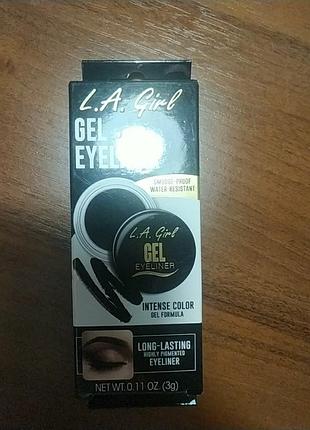 L.A. Girl
GEL
EYELINER
SMUDGE-PROOF
WATER-RESISTANT
L.A. Girl
GEL
EYELINER
INTENSE COLOR
GEL FORMULA
LONG-LASTING
HIGHLY PIGMENTED
EYELINER
NET WT. 0.11 OZ. (3g)